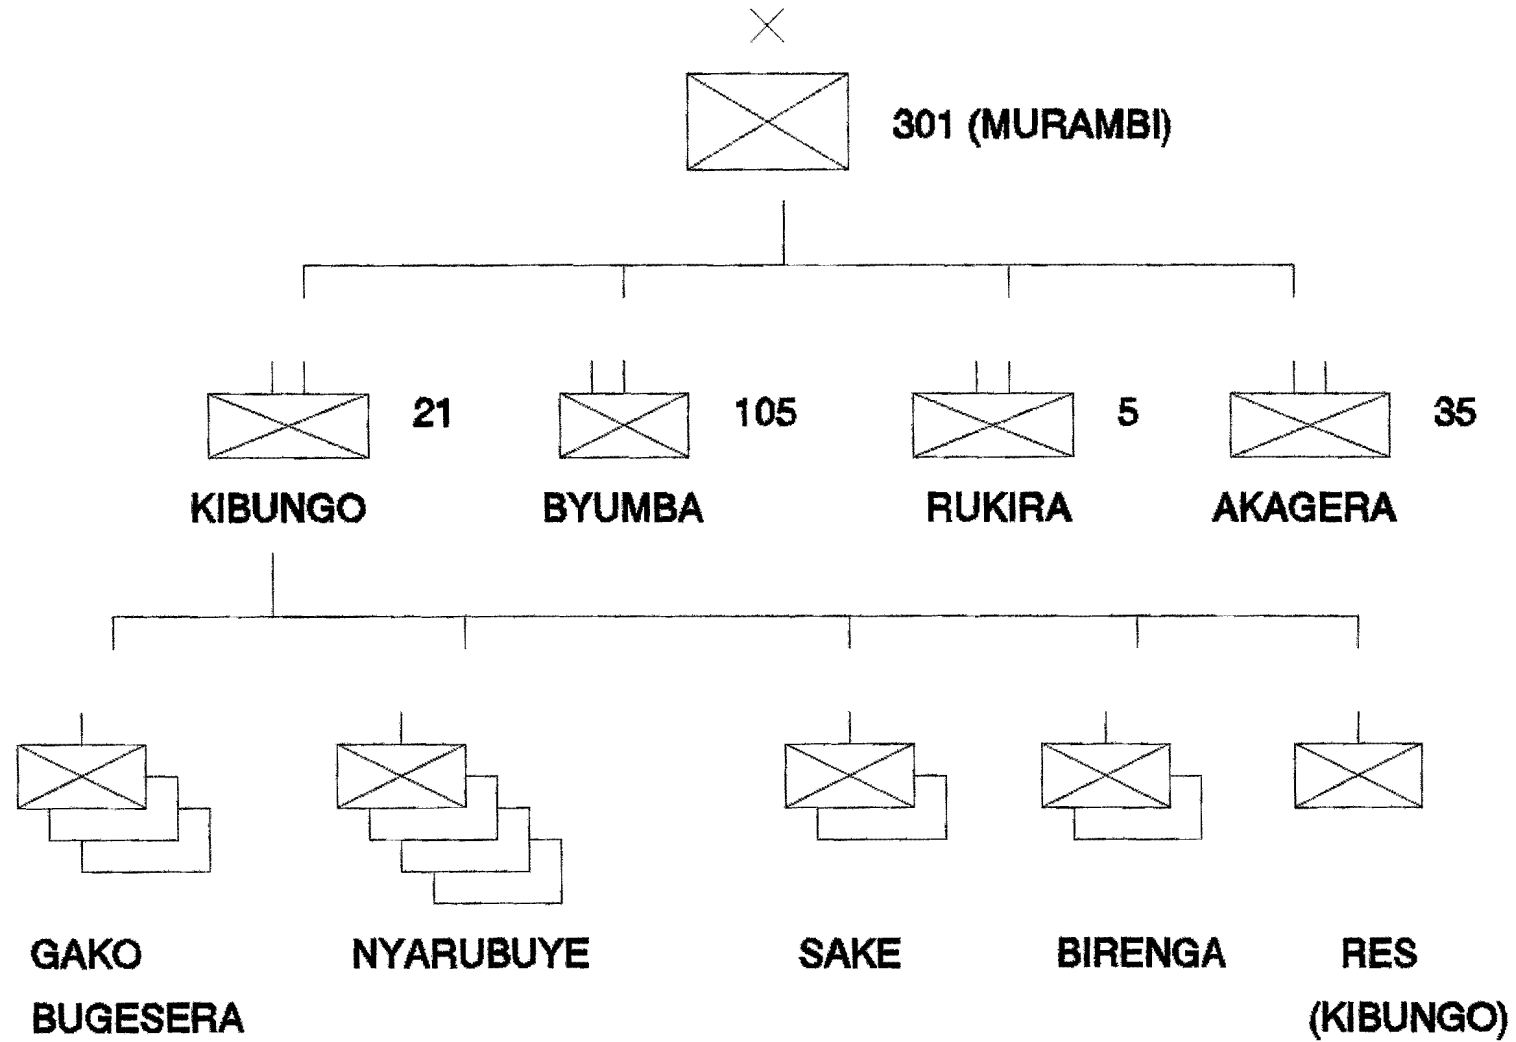 301 (MURAMBI)
21
105
5
35
KIBUNGO
BYUMBA
RUKIRA
AKAGERA
GAKO
BUGESERA
NYARUBUYE
SAKE
BIRENGA
RES
(KIBUNGO)